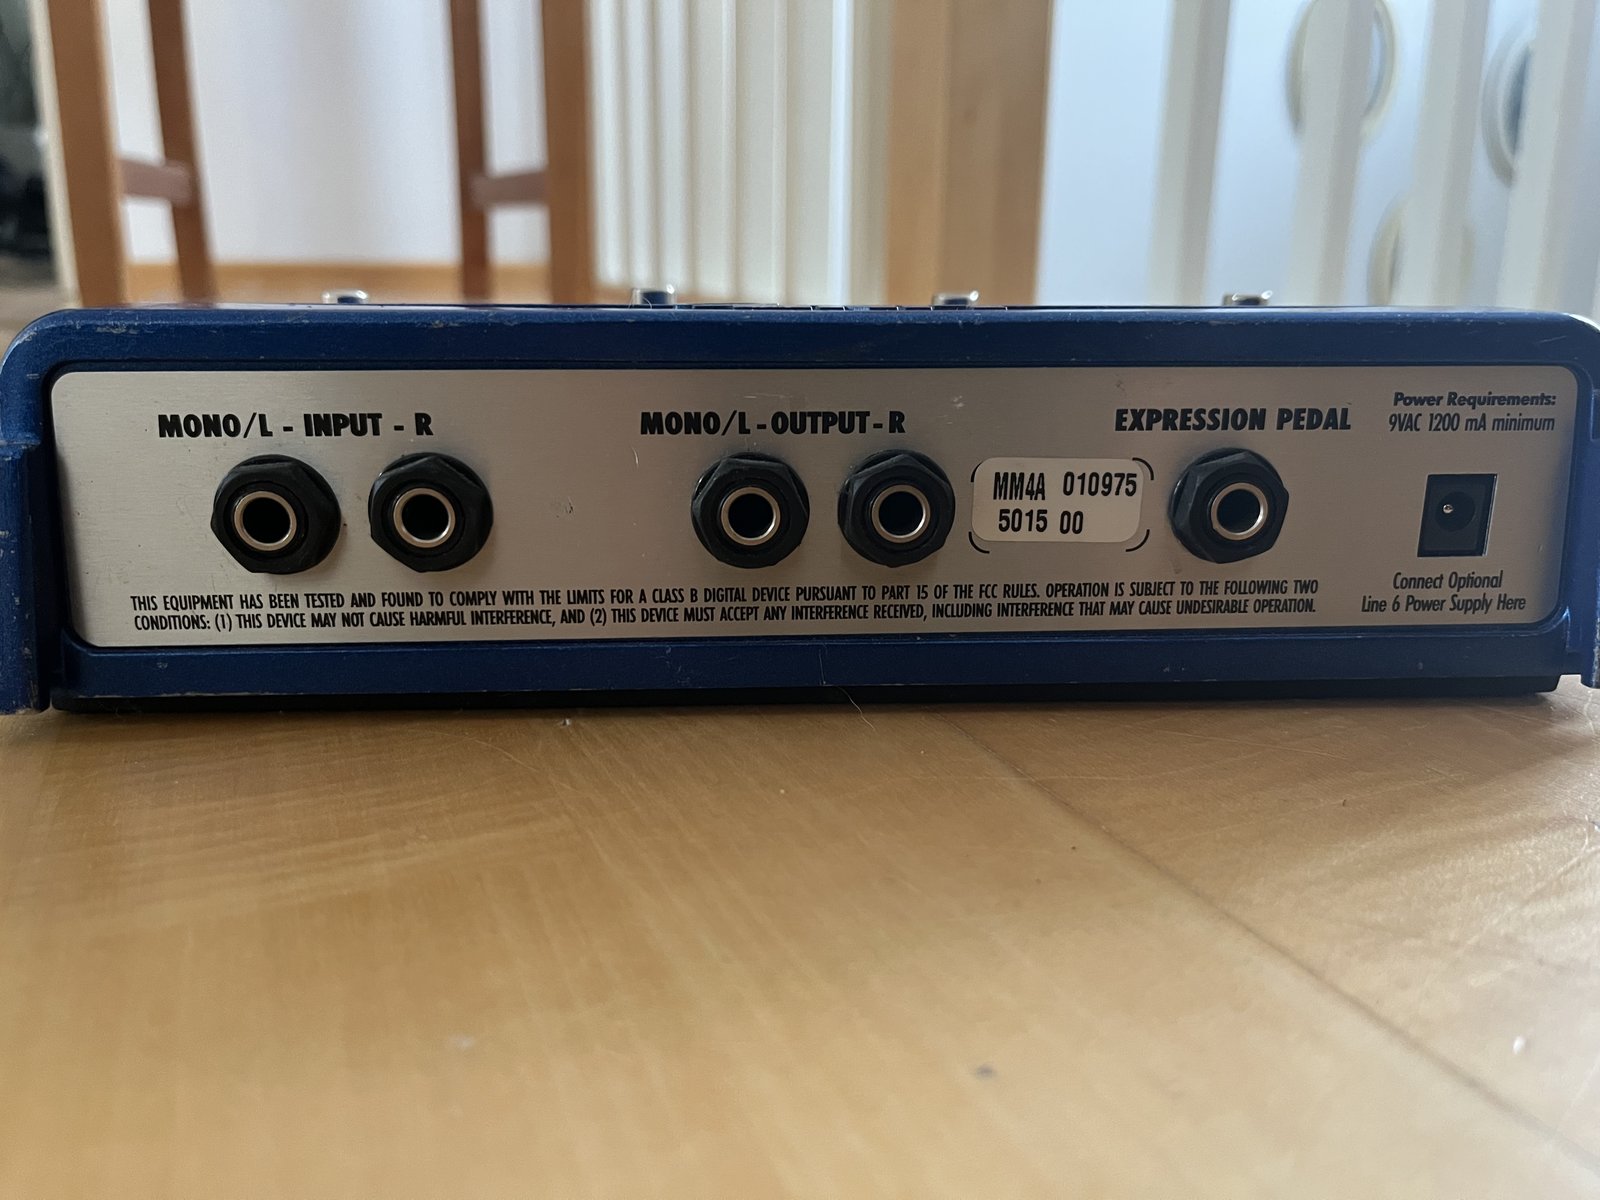 MONO/L - INPUT - R
MONO/L - OUTPUT - R
EXPRESSION PEDAL
Power Requirements:
9VAC 1200 mA minimum
MM4A 010975
5015 00
Connect Optional
Line 6 Power Supply Here
THIS EQUIPMENT HAS BEEN TESTED AND FOUND TO COMPLY WITH THE LIMITS FOR A CLASS B DIGITAL DEVICE PURSUANT TO PART 15 OF THE FCC RULES. OPERATION IS SUBJECT TO THE FOLLOWING TWO
CONDITIONS: (1) THIS DEVICE MAY NOT CAUSE HARMFUL INTERFERENCE, AND (2) THIS DEVICE MUST ACCEPT ANY INTERFERENCE RECEIVED, INCLUDING INTERFERENCE THAT MAY CAUSE UNDESIRABLE OPERATION.